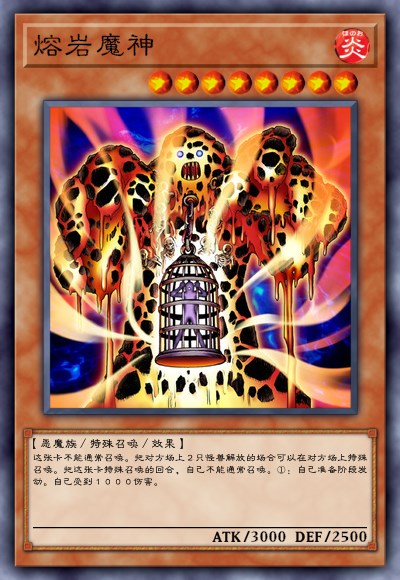 熔岩魔神
炎
ほのお
【恶魔族/特殊召唤/效果】
这张卡不能通常召唤。把对方场上2只怪兽解放的场合可以在对方场上特殊
召唤。把这张卡特殊召唤的回合，自己不能通常召唤。①：自己准备阶段发
动。自己受到1000伤害。
ATK/3000 DEF/2500